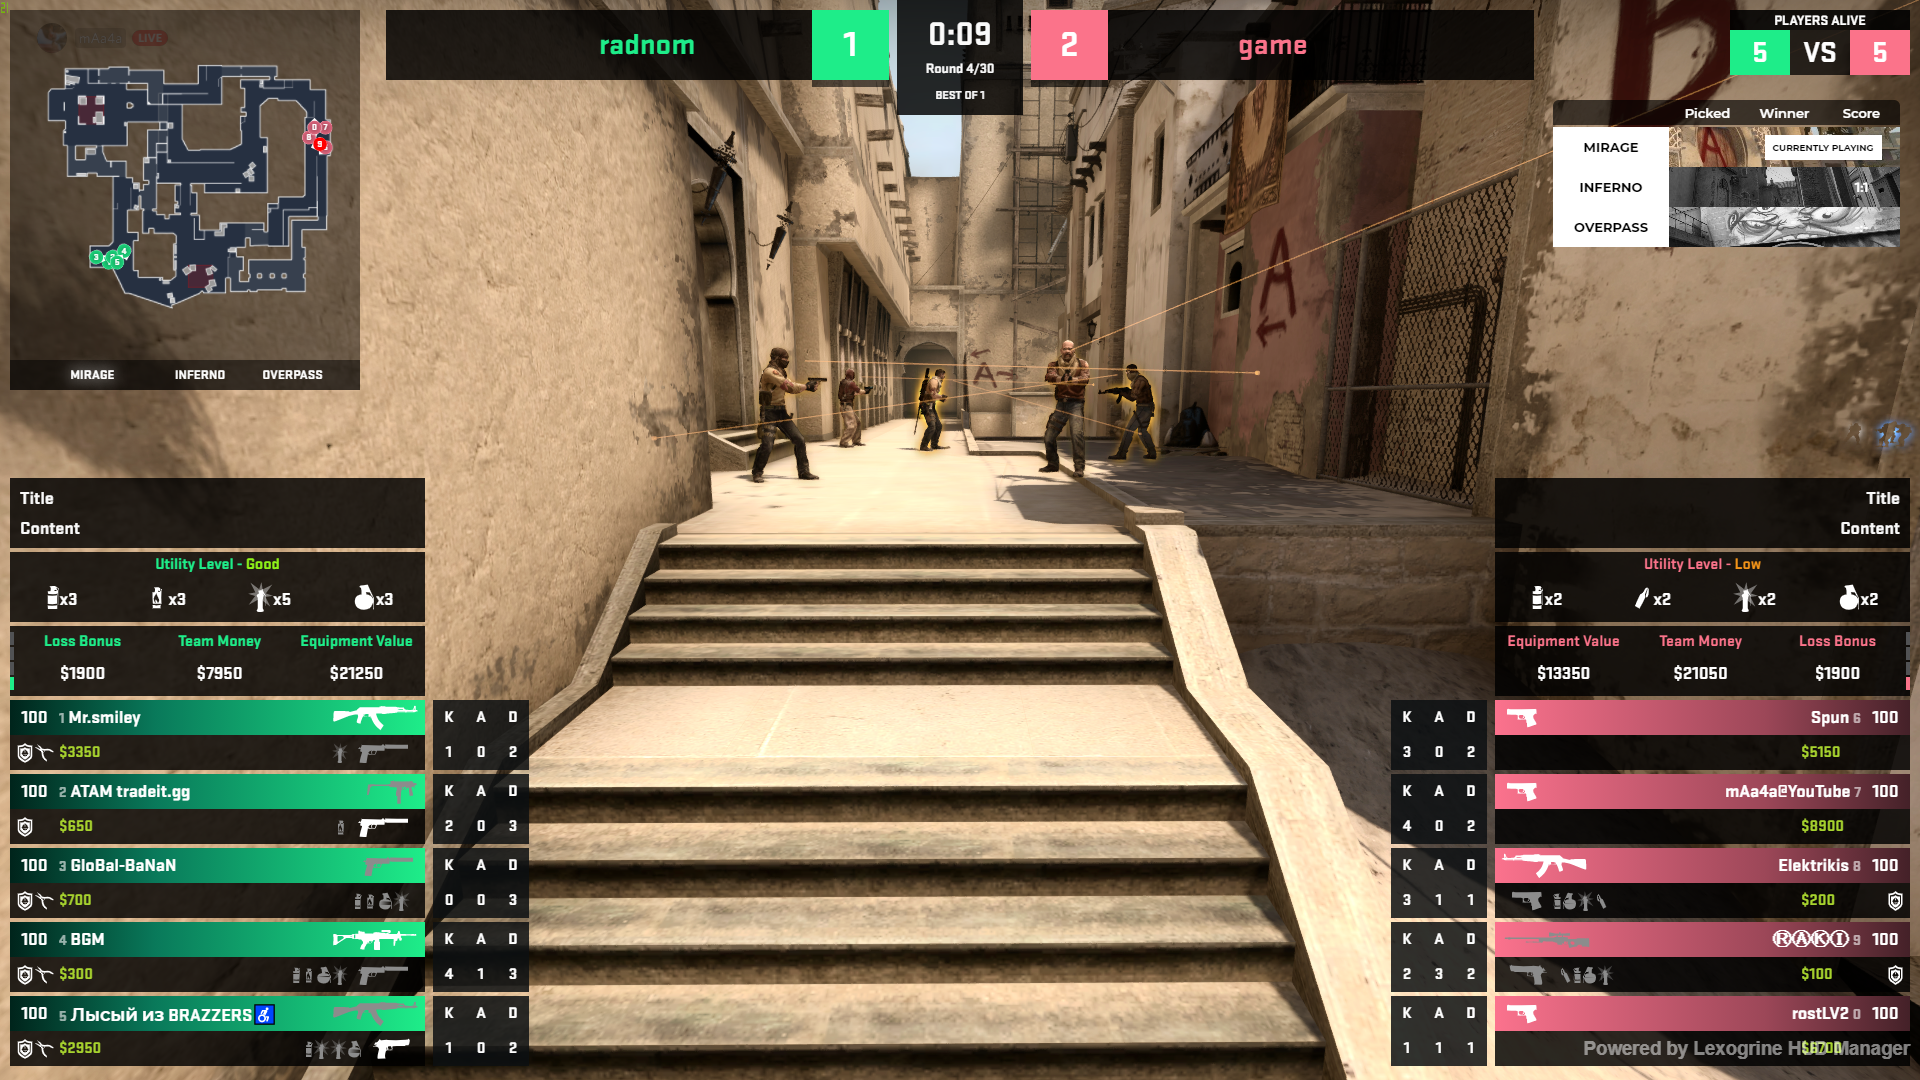 mAa4a LIVE
radnom
1
0:09
Round 4/30
BEST OF 1
2
game
PLAYERS ALIVE
5 VS 5
Picked Winner Score
MIRAGE CURRENTLY PLAYING
INFERNO 1:1
OVERPASS
MIRAGE INFERNO OVERPASS
A
A
A
Title
Content
Utility Level - Good
x3 x3 x5 x3
Loss Bonus Team Money Equipment Value
$1900 $7950 $21250
100 1 Mr.smiley K A D
$3350 1 0 2
100 2 ATAM tradeit.gg K A D
$650 2 0 3
100 3 GloBal-BaNaN K A D
$700 0 0 3
100 4 BGM K A D
$300 4 1 3
100 5 Лысый из BRAZZERS♿ K A D
$2950 1 0 2
Title
Content
Utility Level - Low
x2 x2 x2 x2
Equipment Value Team Money Loss Bonus
$13350 $21050 $1900
K A D Spun 6 100
3 0 2 $5150
K A D mAa4a@YouTube 7 100
4 0 2 $8900
K A D Elektrikis 8 100
3 1 1 $200
K A D ⓇⒶⓀⒾ 9 100
2 3 2 $100
K A D rostLV2 0 100
1 1 1 $6700
Powered by Lexogrine HUD Manager